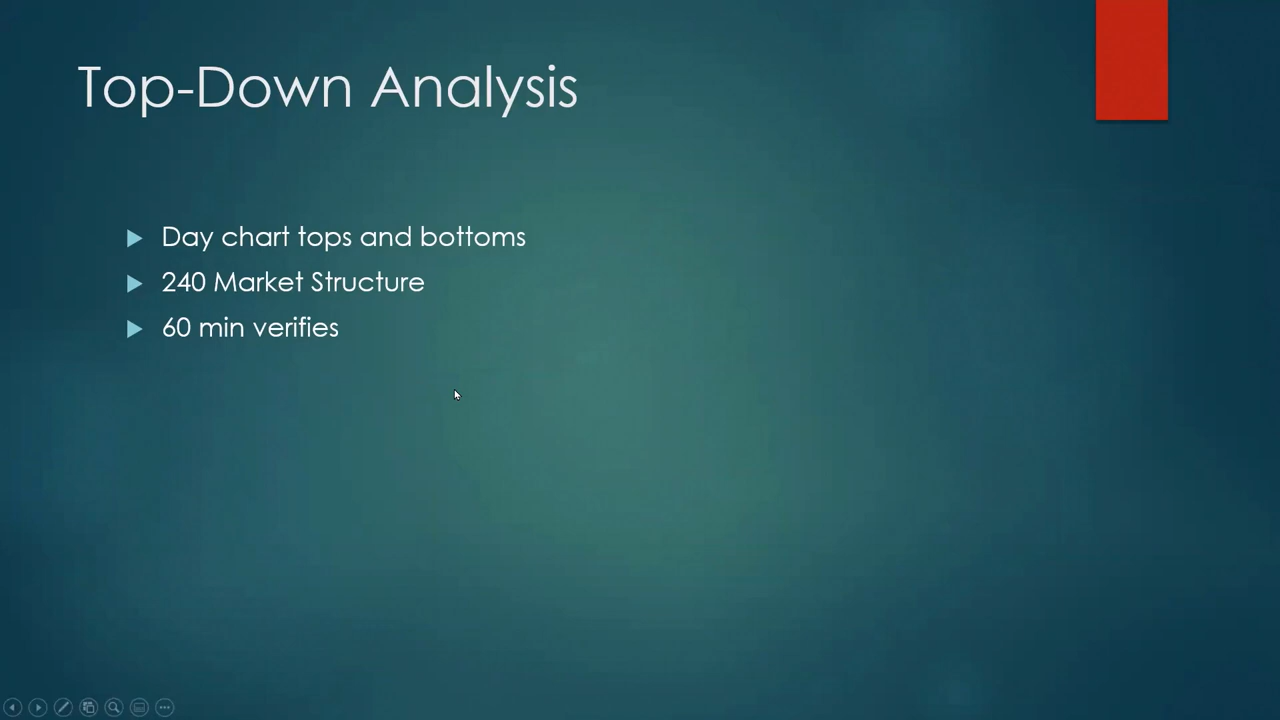 Top-Down Analysis
Day chart tops and bottoms
240 Market Structure
60 min verifies